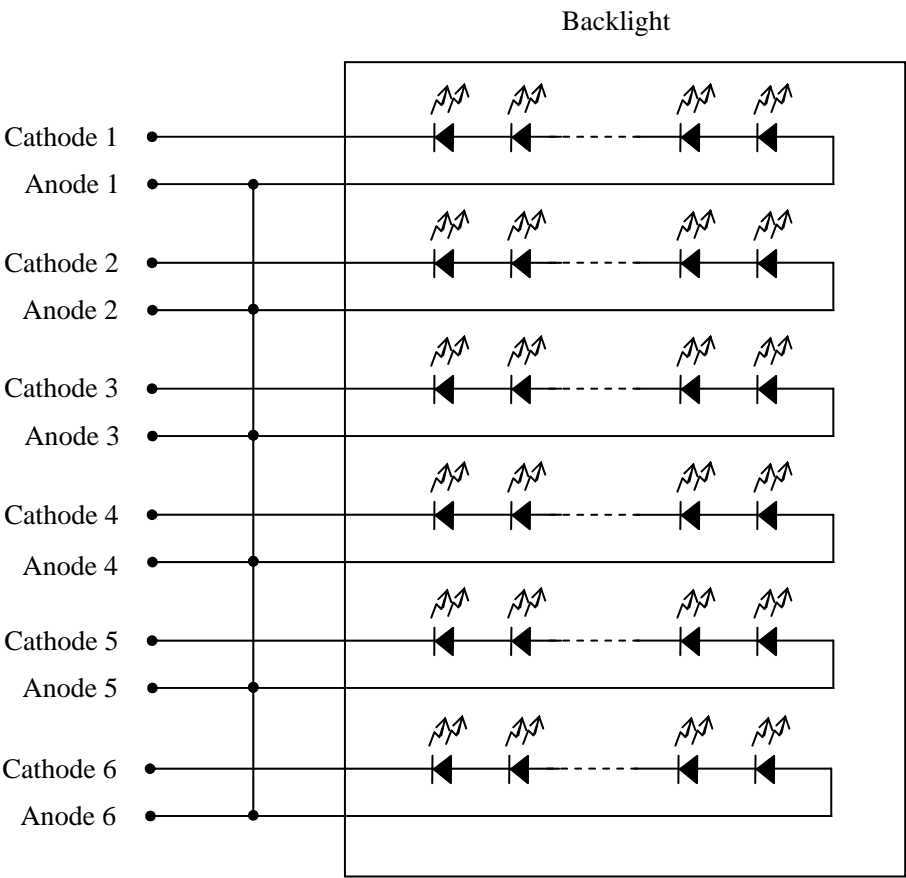 Backlight
Cathode 1
Anode 1
Cathode 2
Anode 2
Cathode 3
Anode 3
Cathode 4
Anode 4
Cathode 5
Anode 5
Cathode 6
Anode 6